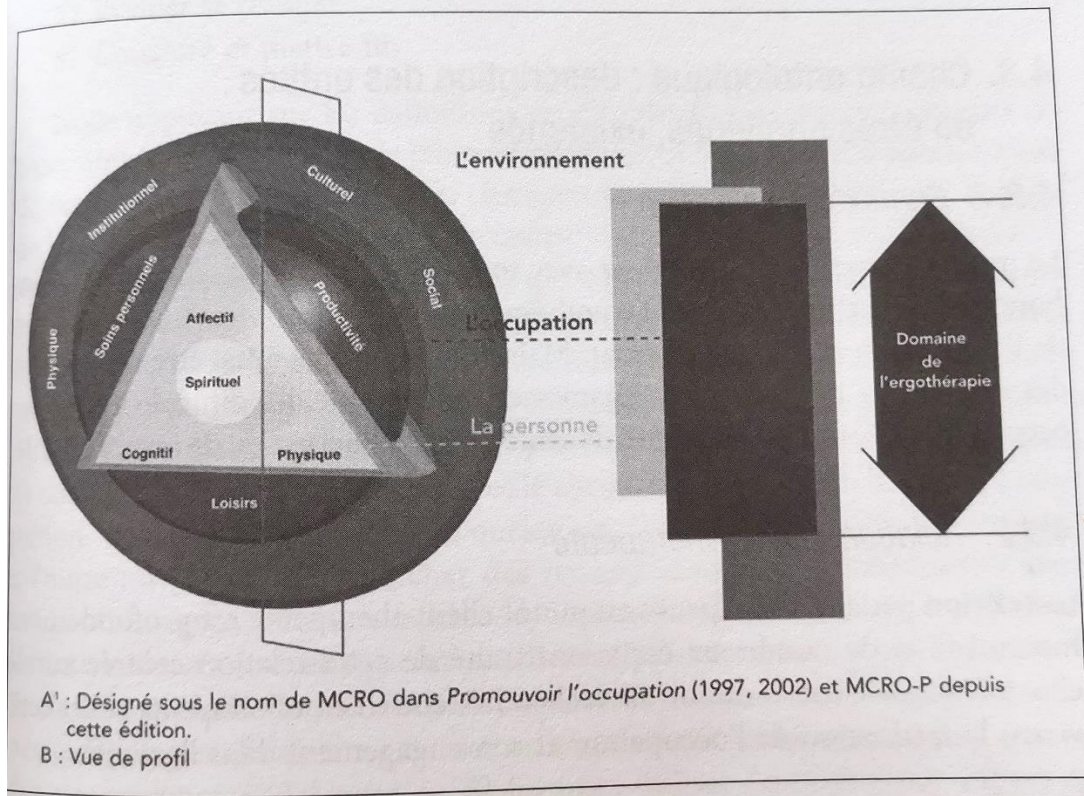 L'environnement
Culturel
Institutionnel
Social
Productivité
Soins personnels
Physique
Affectif
Spirituel
Cognitif
Physique
Loisirs
L'occupation
La personne
Domaine
de
l'ergothérapie
A¹ : Désigné sous le nom de MCRO dans Promouvoir l'occupation (1997, 2002) et MCRO-P depuis
cette édition.
B : Vue de profil